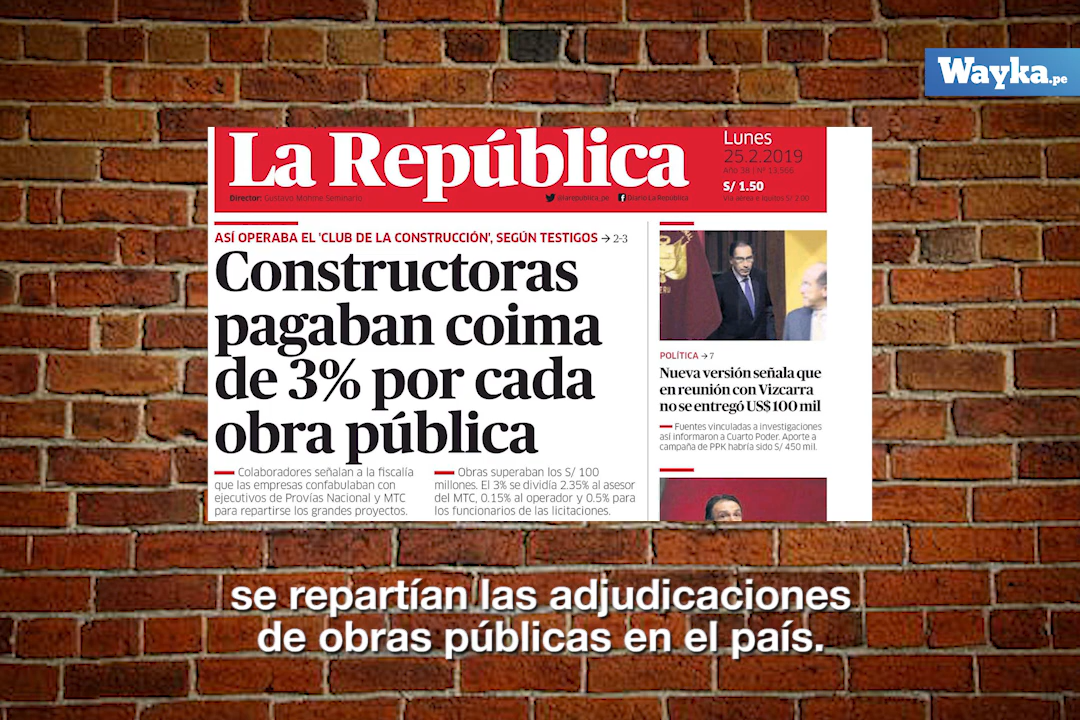 Wayka.pe
La República
Lunes
25.2.2019
Año 38 | Nº 13.566
S/ 1.50
Vía aérea e Iquitos S/ 2.00
Director: Gustavo Mohme Seminario
@larepublica_pe
Diario La República
ASÍ OPERABA EL 'CLUB DE LA CONSTRUCCIÓN', SEGÚN TESTIGOS → 2-3
Constructoras
pagaban coima
de 3% por cada
obra pública
Colaboradores señalan a la fiscalía
que las empresas confabulaban con
ejecutivos de Provías Nacional y MTC
para repartirse los grandes proyectos.
Obras superaban los S/ 100
millones. El 3% se dividía 2.35% al asesor
del MTC, 0.15% al operador y 0.5% para
los funcionarios de las licitaciones.
POLÍTICA → 7
Nueva versión señala que
en reunión con Vizcarra
no se entregó US$ 100 mil
Fuentes vinculadas a investigaciones
así informaron a Cuarto Poder. Aporte a
campaña de PPK habría sido S/ 450 mil.
se repartían las adjudicaciones
de obras públicas en el país.